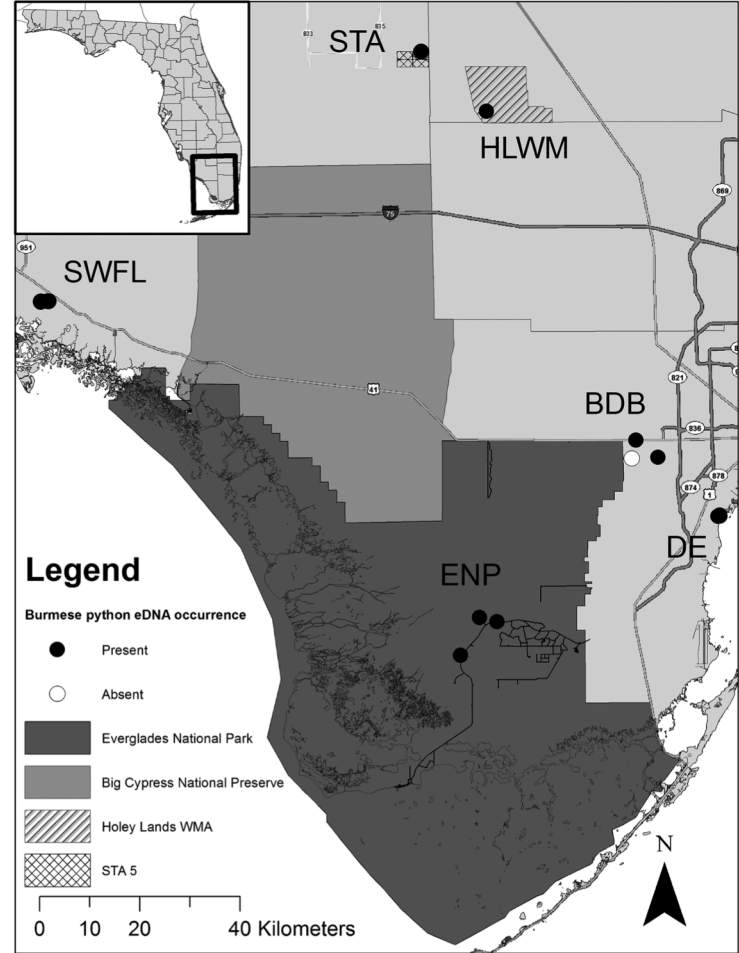 833
835
STA
HLWM
869
75
951
SWFL
41
821
BDB
836
874
878
1
DE
ENP
Legend
Burmese python eDNA occurrence
Present
Absent
Everglades National Park
Big Cypress National Preserve
Holey Lands WMA
STA 5
N
0 10 20 40 Kilometers